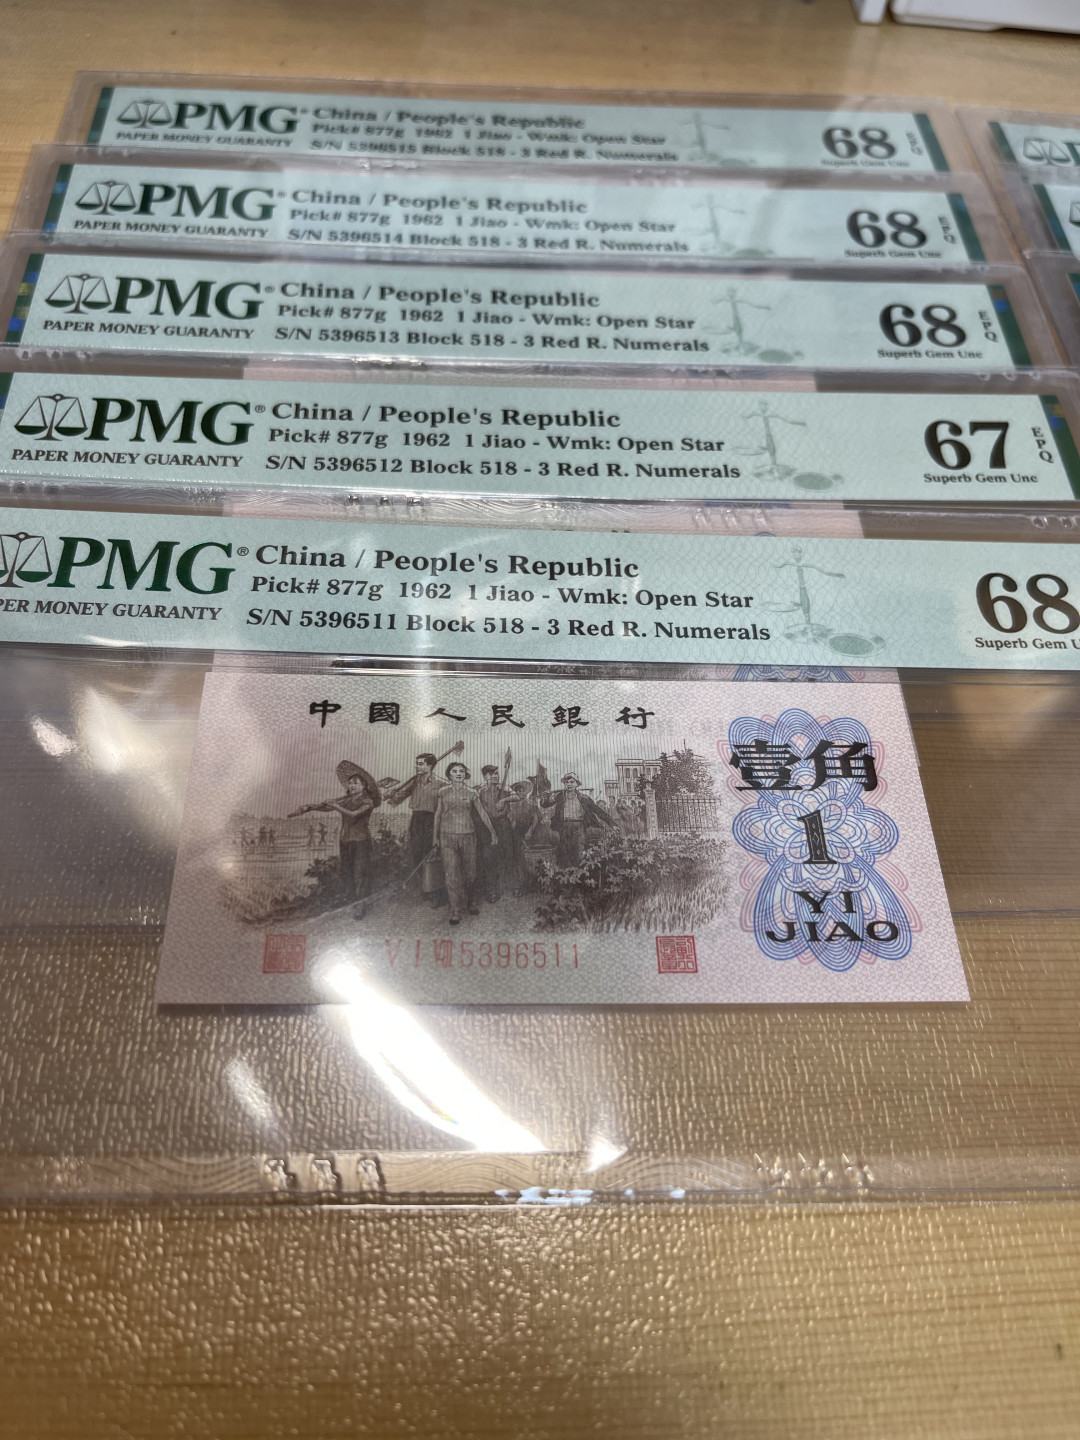 PMG China / People's Republic
Pick# 877g 1962 1 Jiao - Wmk: Open Star
PAPER MONEY GUARANTY S/N 5396515 Block 518 - 3 Red R. Numerals
68 EPQ
Superb Gem Unc
PMG
PMG China / People's Republic
Pick# 877g 1962 1 Jiao - Wmk: Open Star
PAPER MONEY GUARANTY S/N 5396514 Block 518 - 3 Red R. Numerals
68 EPQ
Superb Gem Unc
PMG® China / People's Republic
Pick# 877g 1962 1 Jiao - Wmk: Open Star
PAPER MONEY GUARANTY S/N 5396513 Block 518 - 3 Red R. Numerals
68 EPQ
Superb Gem Unc
PMG® China / People's Republic
Pick# 877g 1962 1 Jiao - Wmk: Open Star
PAPER MONEY GUARANTY S/N 5396512 Block 518 - 3 Red R. Numerals
67 EPQ
Superb Gem Unc
PMG® China / People's Republic
Pick# 877g 1962 1 Jiao - Wmk: Open Star
PER MONEY GUARANTY S/N 5396511 Block 518 - 3 Red R. Numerals
68
Superb Gem U
中國人民銀行
壹角
1
YI
JIAO
V I VIII 5396511